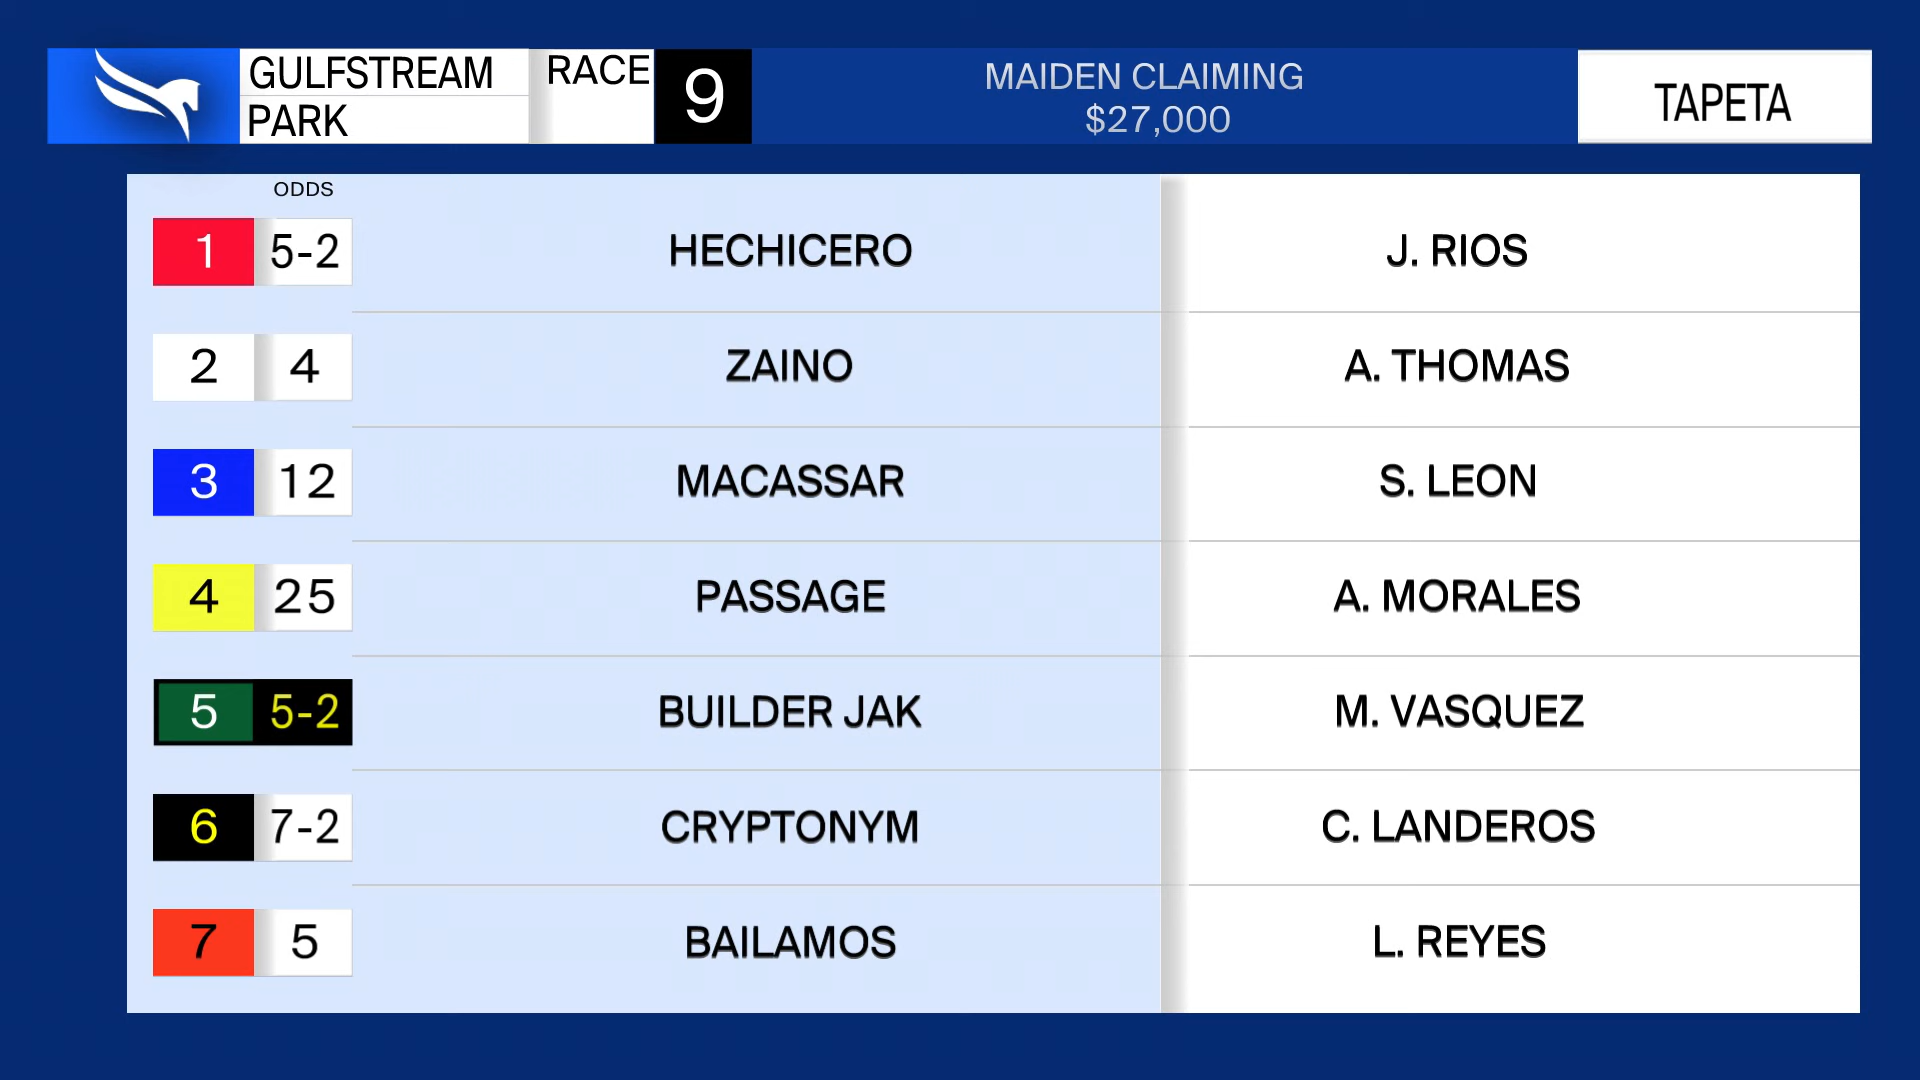 GULFSTREAM
PARK
RACE
9
MAIDEN CLAIMING
$27,000
TAPETA
ODDS
1 5-2 HECHICERO J. RIOS
2 4 ZAINO A. THOMAS
3 12 MACASSAR S. LEON
4 25 PASSAGE A. MORALES
5 5-2 BUILDER JAK M. VASQUEZ
6 7-2 CRYPTONYM C. LANDEROS
7 5 BAILAMOS L. REYES